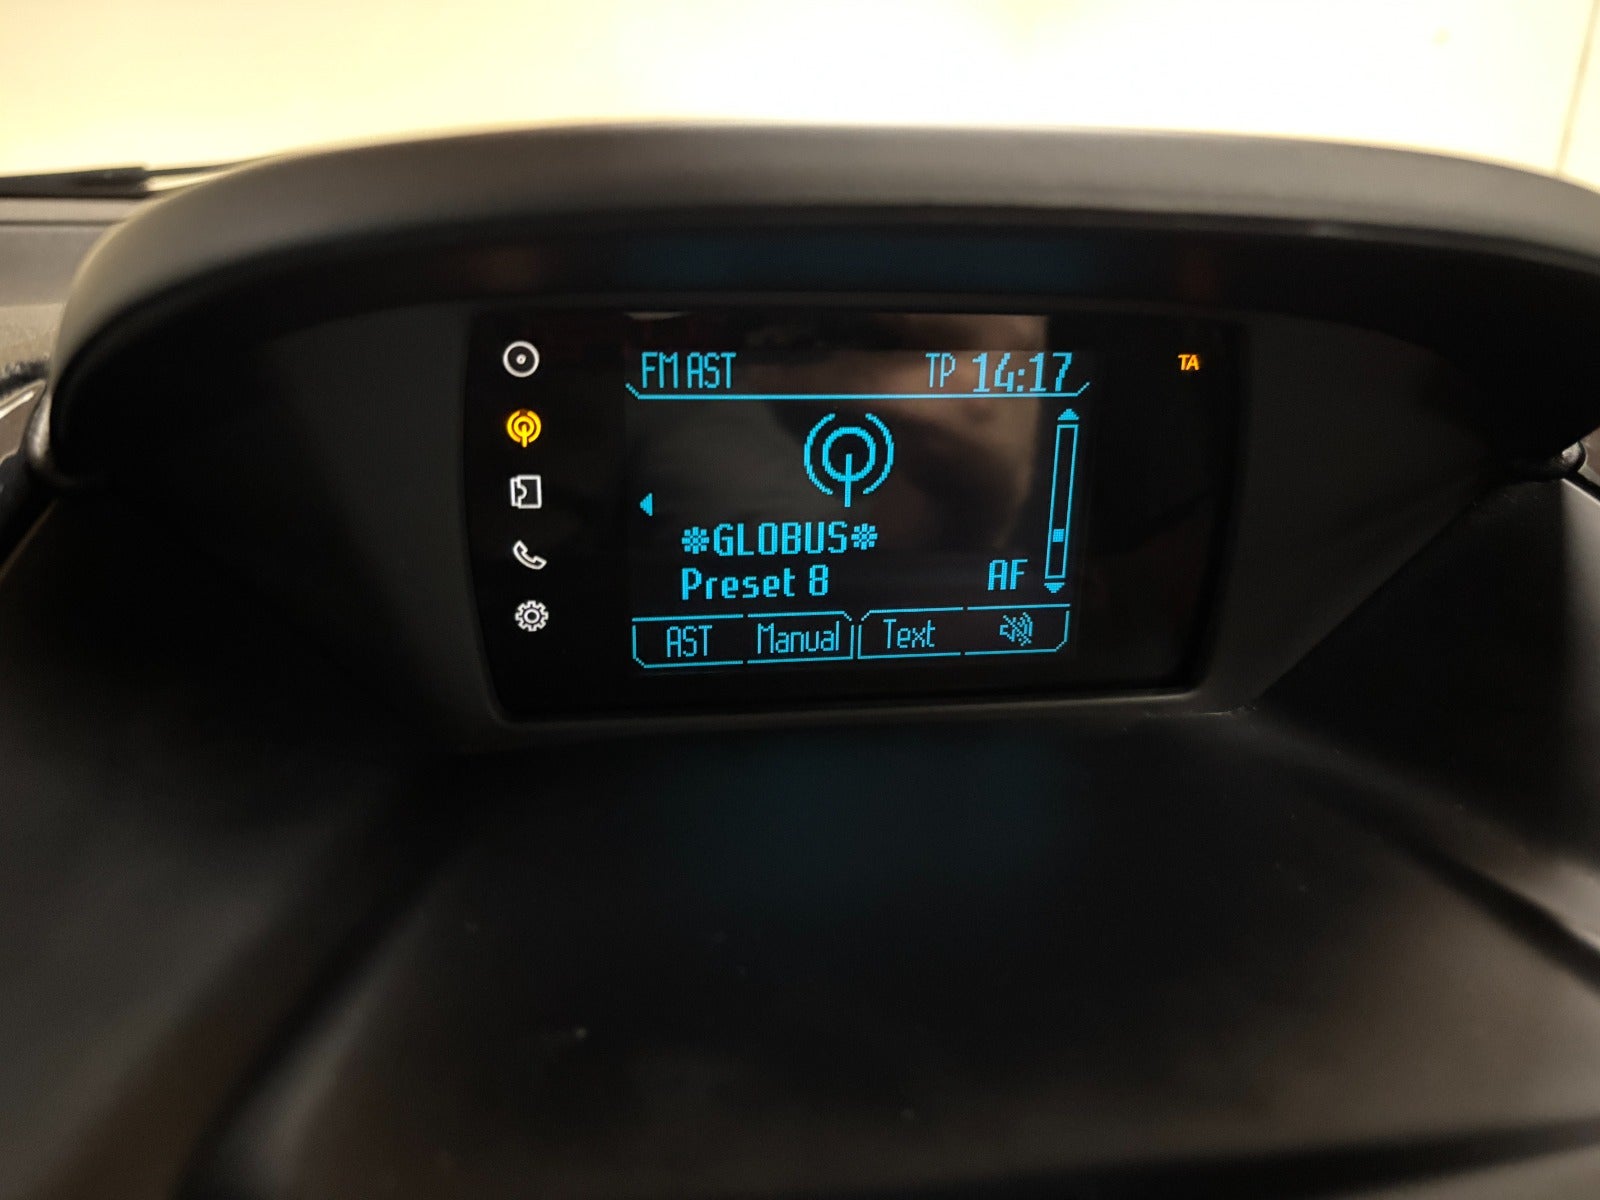 FM AST TP 14:17 TA
*GLOBUS*
Preset 8 AF
AST Manual Text